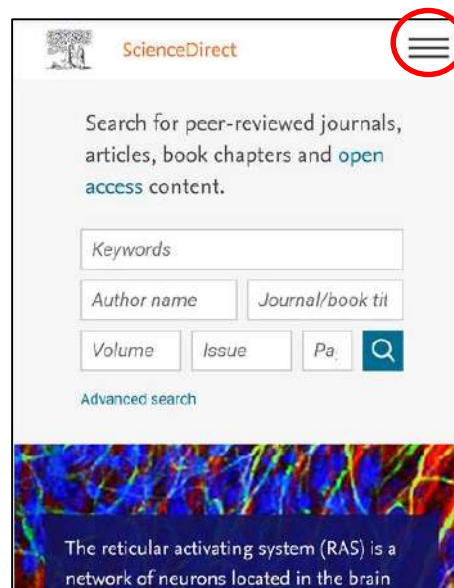 ScienceDirect
Search for peer-reviewed journals,
articles, book chapters and open
access content.
Keywords
Author name Journal/book tit
Volume Issue Pa
Advanced search
The reticular activating system (RAS) is a
network of neurons located in the brain